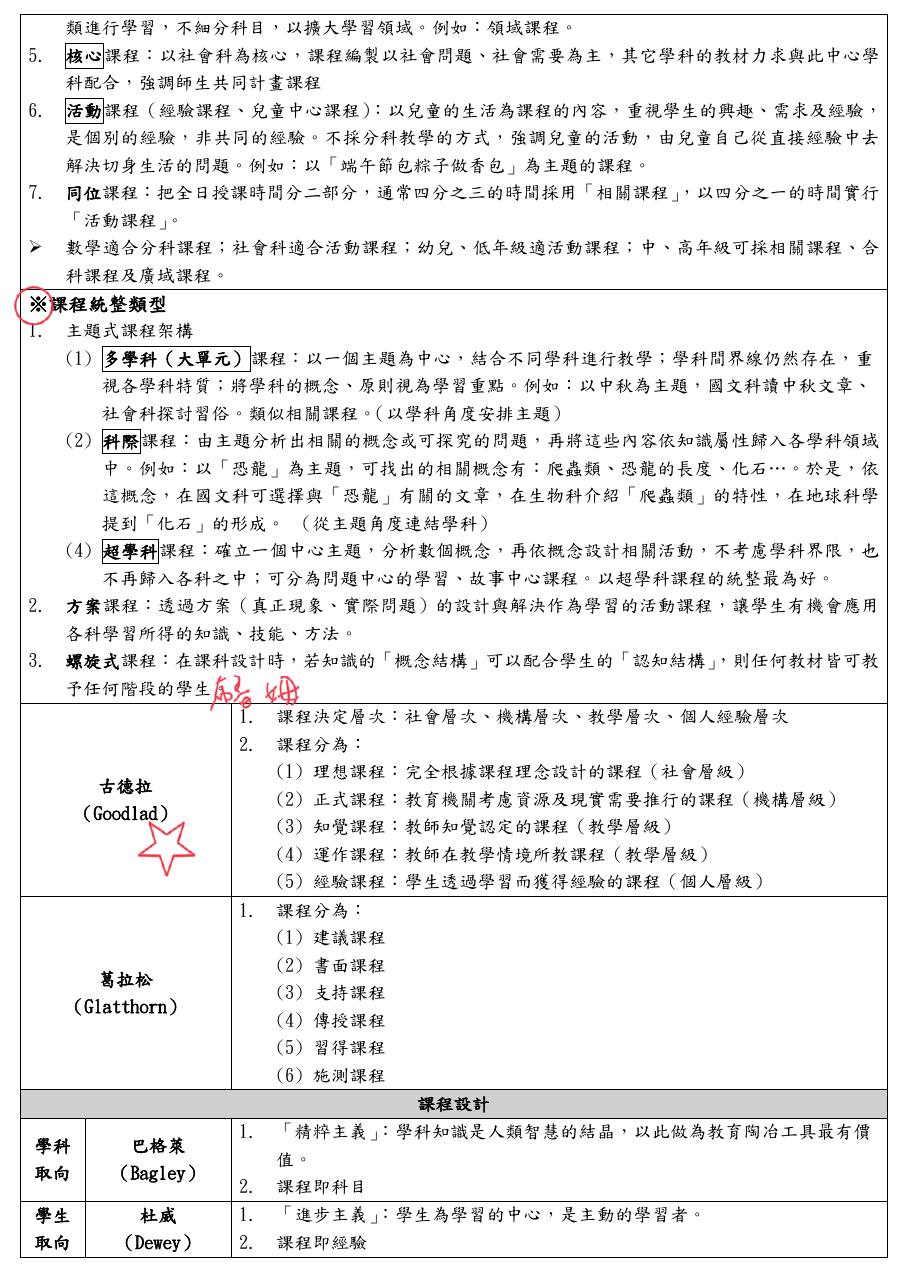 類進行學習，不細分科目，以擴大學習領域。例如：領域課程。
5. 核心課程：以社會科為核心，課程編製以社會問題、社會需要為主，其它學科的教材力求與此中心學
科配合，強調師生共同計畫課程
6. 活動課程（經驗課程、兒童中心課程）：以兒童的生活為課程的內容，重視學生的興趣、需求及經驗，
是個別的經驗，非共同的經驗。不採分科教學的方式，強調兒童的活動，由兒童自己從直接經驗中去
解決切身生活的問題。例如：以「端午節包粽子做香包」為主題的課程。
7. 同位課程：把全日授課時間分二部分，通常四分之三的時間採用「相關課程」，以四分之一的時間實行
「活動課程」。
➢ 數學適合分科課程；社會科適合活動課程；幼兒、低年級適活動課程；中、高年級可採相關課程、合
科課程及廣域課程。
※課程統整類型
1. 主題式課程架構
(1) 多學科（大單元）課程：以一個主題為中心，結合不同學科進行教學；學科間界線仍然存在，重
視各學科特質；將學科的概念、原則視為學習重點。例如：以中秋為主題，國文科讀中秋文章、
社會科探討習俗。類似相關課程。（以學科角度安排主題）
(2) 科際課程：由主題分析出相關的概念或可探究的問題，再將這些內容依知識屬性歸入各學科領域
中。例如：以「恐龍」為主題，可找出的相關概念有：爬蟲類、恐龍的長度、化石…。於是，依
這概念，在國文科可選擇與「恐龍」有關的文章，在生物科介紹「爬蟲類」的特性，在地球科學
提到「化石」的形成。 （從主題角度連結學科）
(4) 超學科課程：確立一個中心主題，分析數個概念，再依概念設計相關活動，不考慮學科界限，也
不再歸入各科之中；可分為問題中心的學習、故事中心課程。以超學科課程的統整最為好。
2. 方案課程：透過方案（真正現象、實際問題）的設計與解決作為學習的活動課程，讓學生有機會應用
各科學習所得的知識、技能、方法。
3. 螺旋式課程：在課科設計時，若知識的「概念結構」可以配合學生的「認知結構」，則任何教材皆可教
予任何階段的學生
古德拉
（Goodlad）
1. 課程決定層次：社會層次、機構層次、教學層次、個人經驗層次
2. 課程分為：
(1) 理想課程：完全根據課程理念設計的課程（社會層級）
(2) 正式課程：教育機關考慮資源及現實需要推行的課程（機構層級）
(3) 知覺課程：教師知覺認定的課程（教學層級）
(4) 運作課程：教師在教學情境所教課程（教學層級）
(5) 經驗課程：學生透過學習而獲得經驗的課程（個人層級）
葛拉松
（Glatthorn）
1. 課程分為：
(1) 建議課程
(2) 書面課程
(3) 支持課程
(4) 傳授課程
(5) 習得課程
(6) 施測課程
課程設計
學科
取向
巴格萊
（Bagley）
1. 「精粹主義」：學科知識是人類智慧的結晶，以此做為教育陶冶工具最有價
值。
2. 課程即科目
學生
取向
杜威
（Dewey）
1. 「進步主義」：學生為學習的中心，是主動的學習者。
2. 課程即經驗